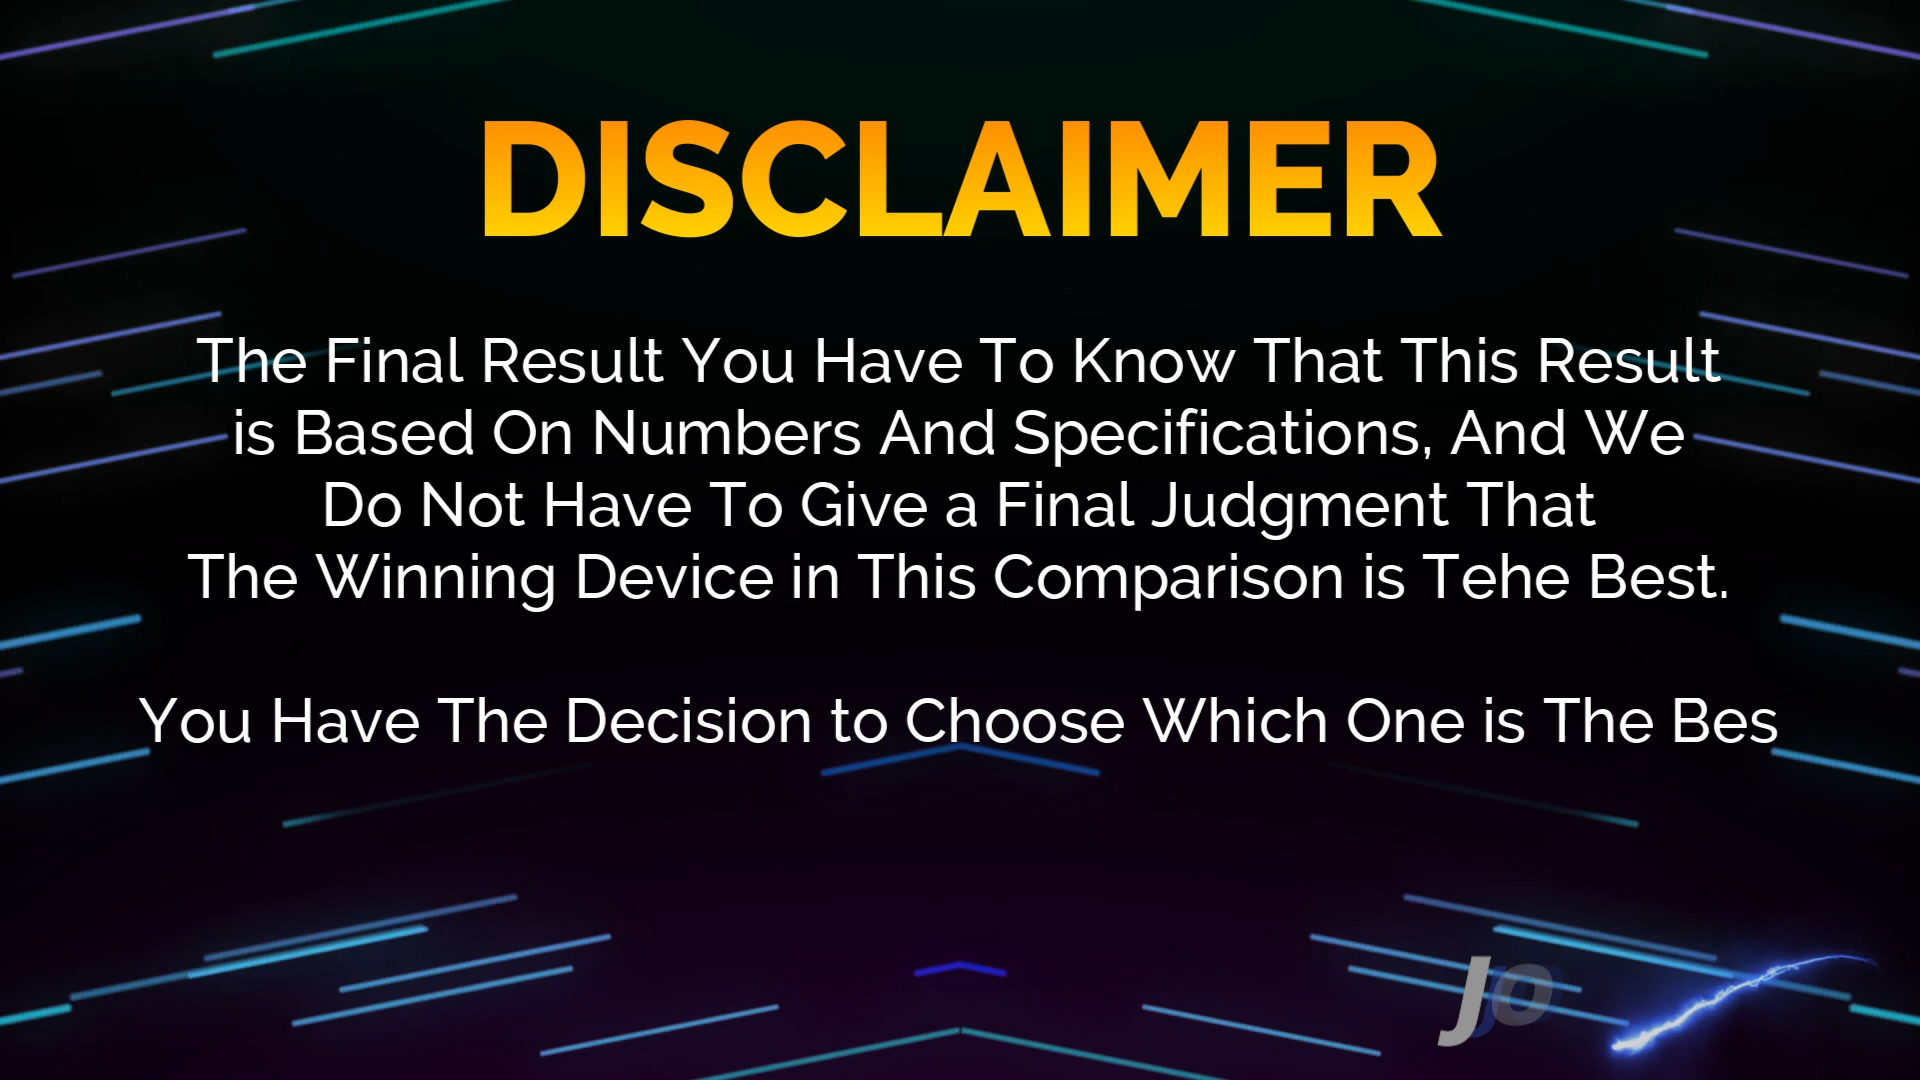 DISCLAIMER
The Final Result You Have To Know That This Result
is Based On Numbers And Specifications, And We
Do Not Have To Give a Final Judgment That
The Winning Device in This Comparison is Tehe Best.
You Have The Decision to Choose Which One is The Bes
Jo